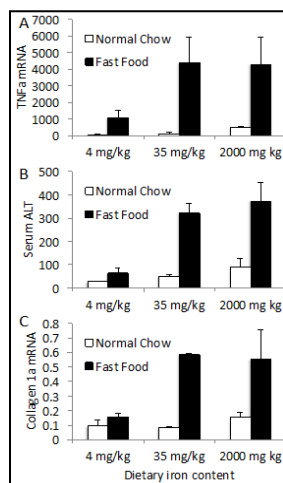 A
TNFa mRNA
7000
6000
5000
4000
3000
2000
1000
0
Normal Chow
Fast Food
4 mg/kg 35 mg/kg 2000 mg kg
B
Serum ALT
500
400
300
200
100
0
Normal Chow
Fast Food
4 mg/kg 35 mg/kg 2000 mg kg
C
Collagen 1a mRNA
0.8
0.7
0.6
0.5
0.4
0.3
0.2
0.1
0
Normal Chow
Fast Food
4 mg/kg 35 mg/kg 2000 mg/kg
Dietary iron content